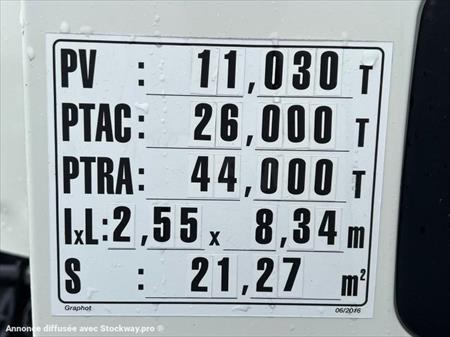 PV : 11,030 T
PTAC : 26,000 T
PTRA : 44,000 T
lxL : 2,55 x 8,34 m
S : 21,27 m²
Graphot 06/2016
Annonce diffusée avec Stockway.pro ®